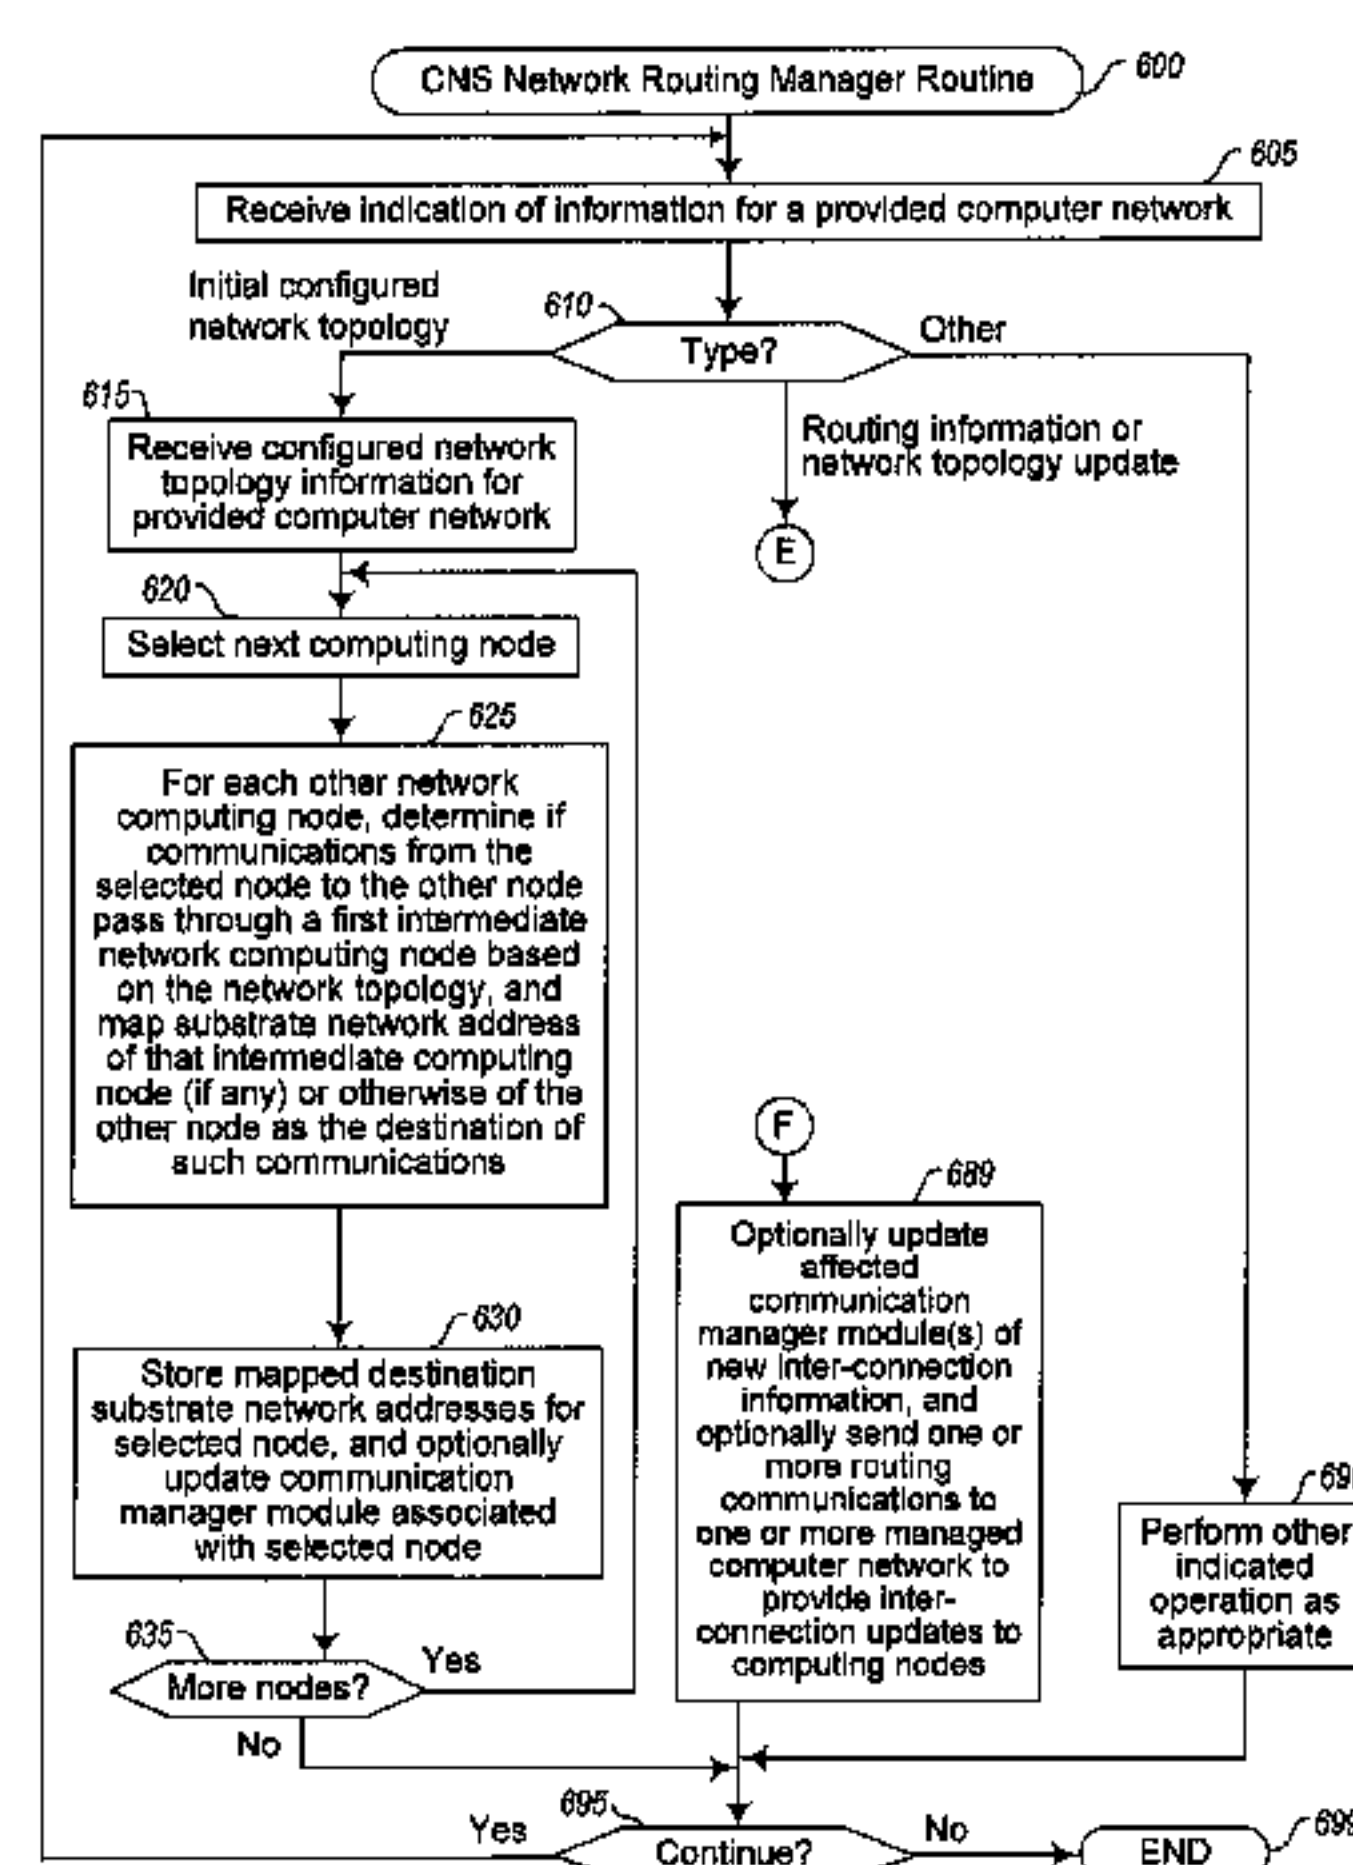 CNS Network Routing Manager Routine
600
605
Receive indication of information for a provided computer network
Initial configured
network topology
610
Type?
Other
615
Receive configured network
topology information for
provided computer network
Routing information or
network topology update
E
620
Select next computing node
625
For each other network
computing node, determine if
communications from the
selected node to the other node
pass through a first intermediate
network computing node based
on the network topology, and
map substrate network address
of that intermediate computing
node (if any) or otherwise of the
other node as the destination of
such communications
F
689
Optionally update
affected
communication
manager module(s) of
new inter-connection
information, and
optionally send one or
more routing
communications to
one or more managed
computer network to
provide inter-
connection updates to
computing nodes
630
Store mapped destination
substrate network addresses for
selected node, and optionally
update communication
manager module associated
with selected node
Perform other
indicated
operation as
appropriate
635
More nodes?
Yes
No
695
Continue?
Yes
No
END
699